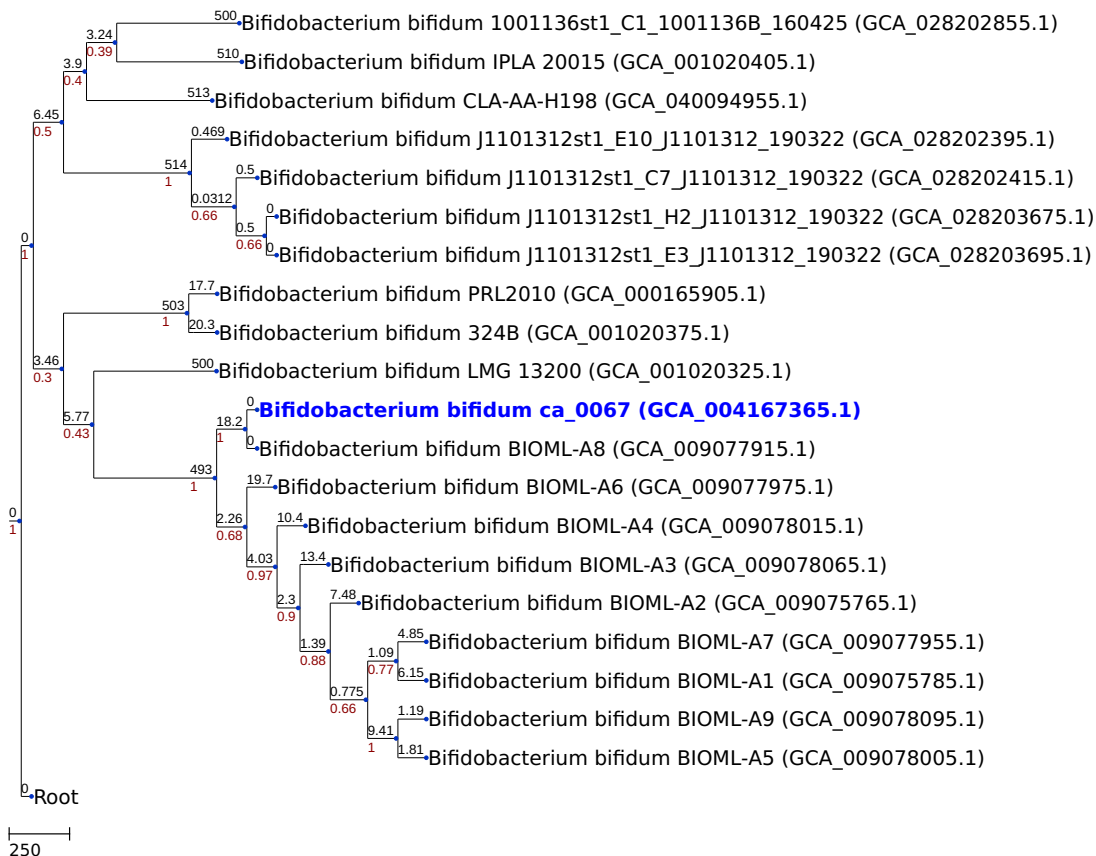 500 Bifidobacterium bifidum 1001136st1_C1_1001136B_160425 (GCA_028202855.1)
3.24
0.39
510 Bifidobacterium bifidum IPLA 20015 (GCA_001020405.1)
3.9
0.4
513 Bifidobacterium bifidum CLA-AA-H198 (GCA_040094955.1)
6.45
0.5
0.469 Bifidobacterium bifidum J1101312st1_E10_J1101312_190322 (GCA_028202395.1)
514
1
0.5 Bifidobacterium bifidum J1101312st1_C7_J1101312_190322 (GCA_028202415.1)
0.0312
0.66
0 Bifidobacterium bifidum J1101312st1_H2_J1101312_190322 (GCA_028203675.1)
0.5
0.66
0 Bifidobacterium bifidum J1101312st1_E3_J1101312_190322 (GCA_028203695.1)
0
1
17.7 Bifidobacterium bifidum PRL2010 (GCA_000165905.1)
503
1
20.3 Bifidobacterium bifidum 324B (GCA_001020375.1)
3.46
0.3
500 Bifidobacterium bifidum LMG 13200 (GCA_001020325.1)
5.77
0.43
0 Bifidobacterium bifidum ca_0067 (GCA_004167365.1)
18.2
1
0 Bifidobacterium bifidum BIOML-A8 (GCA_009077915.1)
493
1
19.7 Bifidobacterium bifidum BIOML-A6 (GCA_009077975.1)
2.26
0.68
10.4 Bifidobacterium bifidum BIOML-A4 (GCA_009078015.1)
0
1
4.03
0.97
13.4 Bifidobacterium bifidum BIOML-A3 (GCA_009078065.1)
2.3
0.9
7.48 Bifidobacterium bifidum BIOML-A2 (GCA_009075765.1)
1.39
0.88
4.85 Bifidobacterium bifidum BIOML-A7 (GCA_009077955.1)
1.09
0.77
6.15 Bifidobacterium bifidum BIOML-A1 (GCA_009075785.1)
0.775
0.66
1.19 Bifidobacterium bifidum BIOML-A9 (GCA_009078095.1)
9.41
1
1.81 Bifidobacterium bifidum BIOML-A5 (GCA_009078005.1)
0 Root
250